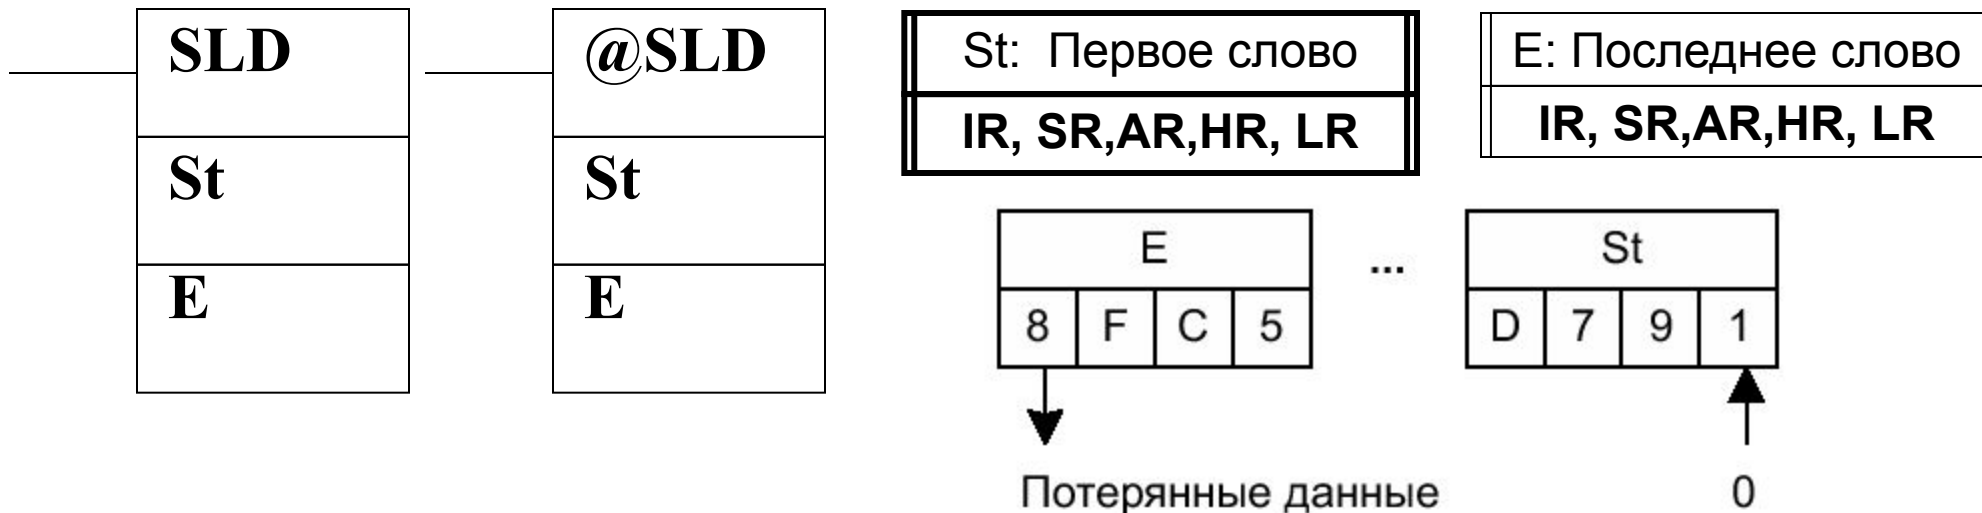 SLD
St
E
@SLD
St
E
St: Первое слово
IR, SR,AR,HR, LR
E: Последнее слово
IR, SR,AR,HR, LR
E ... St
8 F C 5 D 7 9 1
Потерянные данные 0